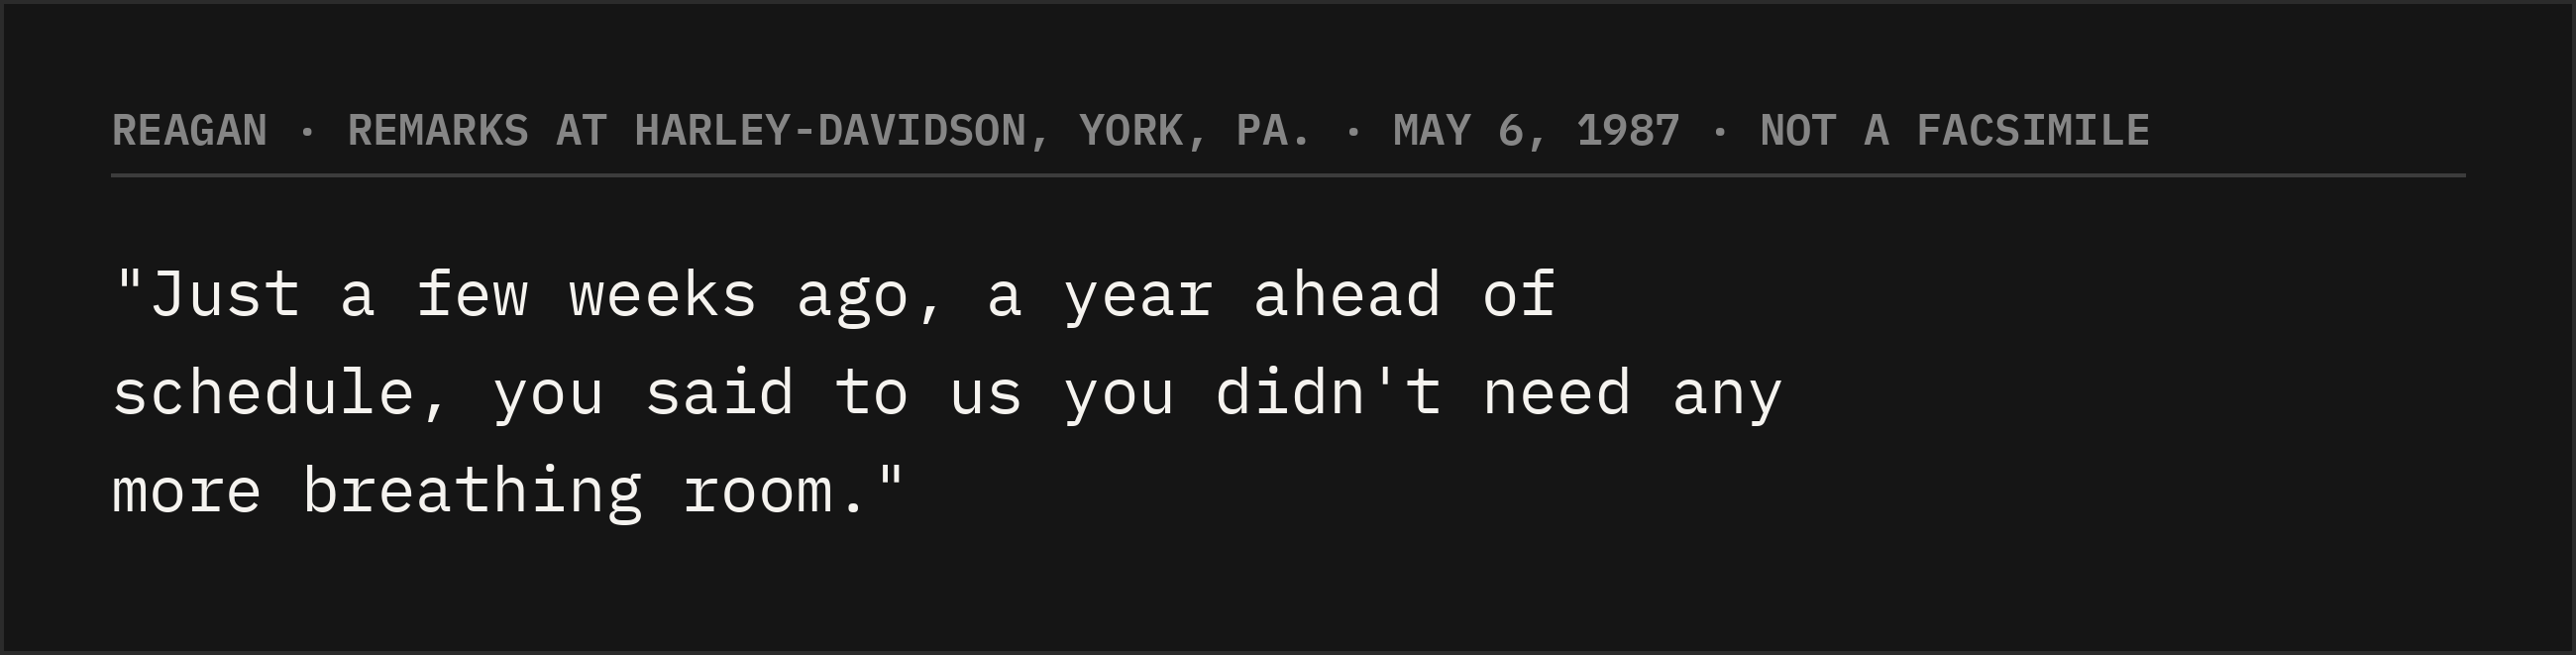 REAGAN · REMARKS AT HARLEY-DAVIDSON, YORK, PA. · MAY 6, 1987 · NOT A FACSIMILE
"Just a few weeks ago, a year ahead of
schedule, you said to us you didn't need any
more breathing room."